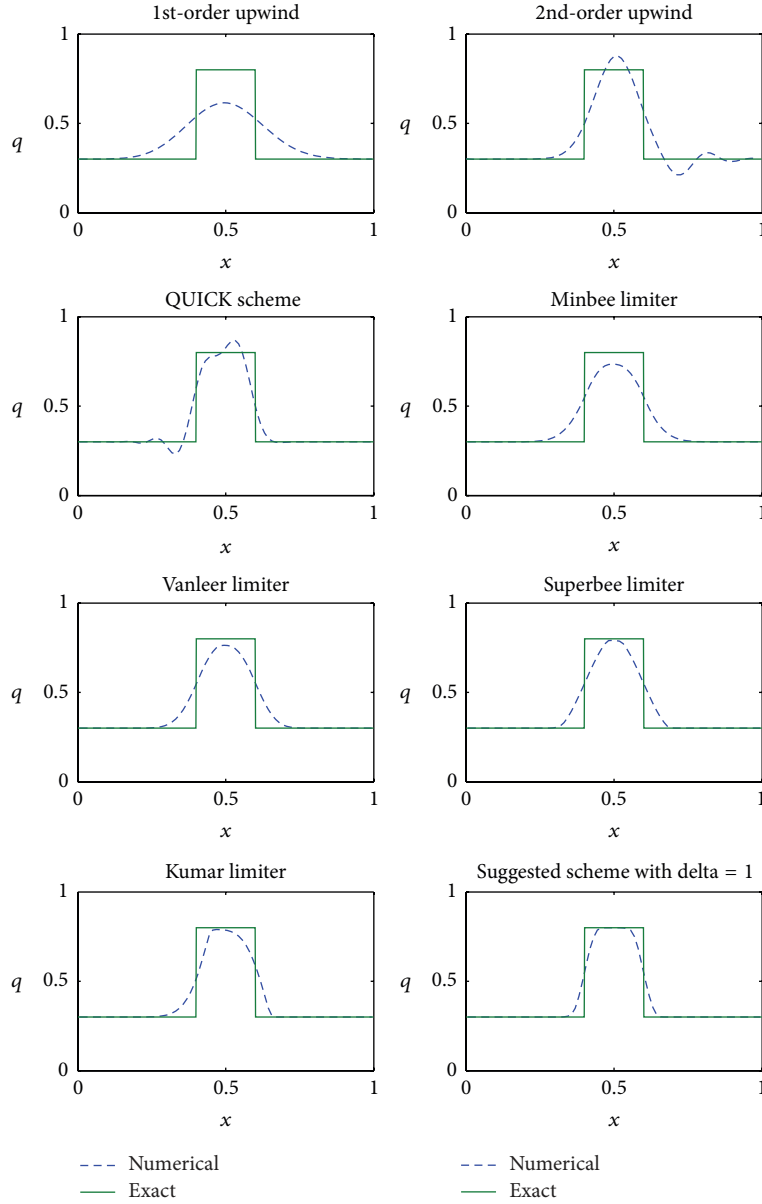 1st-order upwind
1
0.5
0
q
0
0.5
1
x
2nd-order upwind
1
0.5
0
q
0
0.5
1
x
QUICK scheme
1
0.5
0
q
0
0.5
1
x
Minbee limiter
1
0.5
0
q
0
0.5
1
x
Vanleer limiter
1
0.5
0
q
0
0.5
1
x
Superbee limiter
1
0.5
0
q
0
0.5
1
x
Kumar limiter
1
0.5
0
q
0
0.5
1
x
Suggested scheme with delta = 1
1
0.5
0
q
0
0.5
1
x
Numerical
Exact
Numerical
Exact